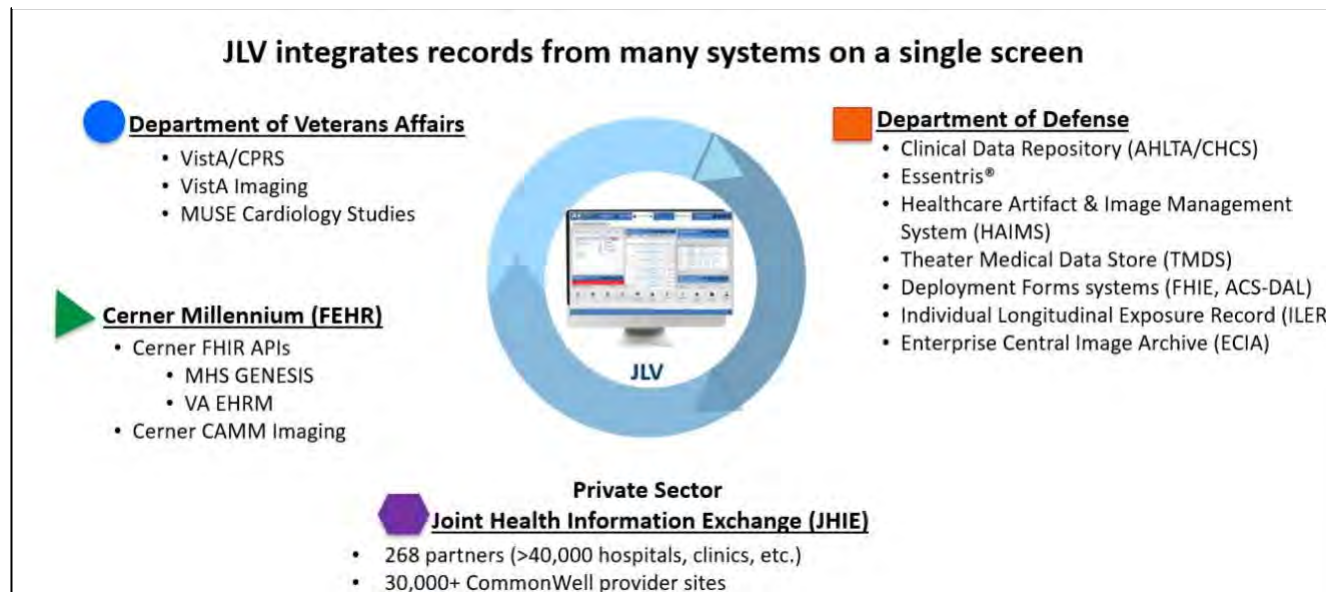 JLV integrates records from many systems on a single screen
Department of Veterans Affairs
• VistA/CPRS
• VistA Imaging
• MUSE Cardiology Studies
Cerner Millennium (FEHR)
• Cerner FHIR APIs
• MHS GENESIS
• VA EHRM
• Cerner CAMM Imaging
JLV
Department of Defense
• Clinical Data Repository (AHLTA/CHCS)
• Essentris®
• Healthcare Artifact & Image Management
System (HAIMS)
• Theater Medical Data Store (TMDS)
• Deployment Forms systems (FHIE, ACS-DAL)
• Individual Longitudinal Exposure Record (ILER
• Enterprise Central Image Archive (ECIA)
Private Sector
Joint Health Information Exchange (JHIE)
• 268 partners (>40,000 hospitals, clinics, etc.)
• 30,000+ CommonWell provider sites